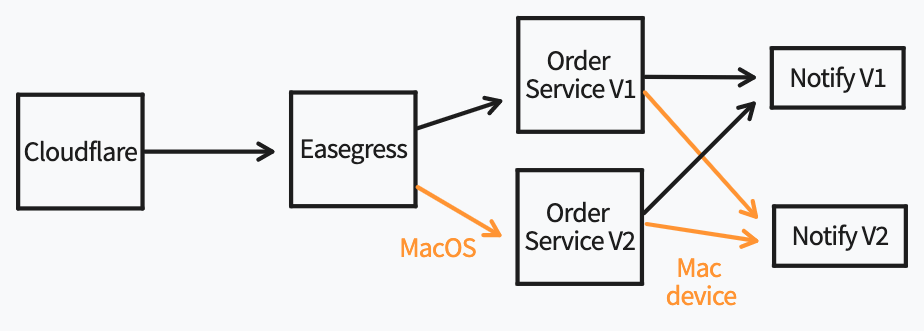 Cloudflare
Easegress
MacOS
Order
Service V1
Order
Service V2
Mac
device
Notify V1
Notify V2